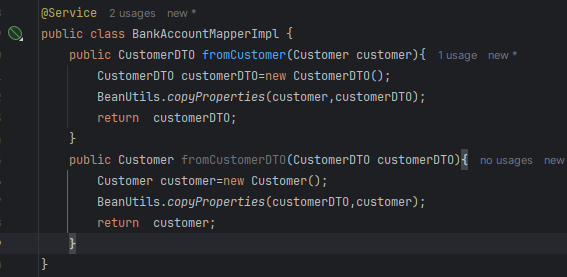 @Service 2 usages new *
public class BankAccountMapperImpl {
public CustomerDTO fromCustomer(Customer customer){ 1 usage new *
CustomerDTO customerDTO=new CustomerDTO();
BeanUtils.copyProperties(customer,customerDTO);
return customerDTO;
}
public Customer fromCustomerDTO(CustomerDTO customerDTO){ no usages new
Customer customer=new Customer();
BeanUtils.copyProperties(customerDTO,customer);
return customer;
}
}